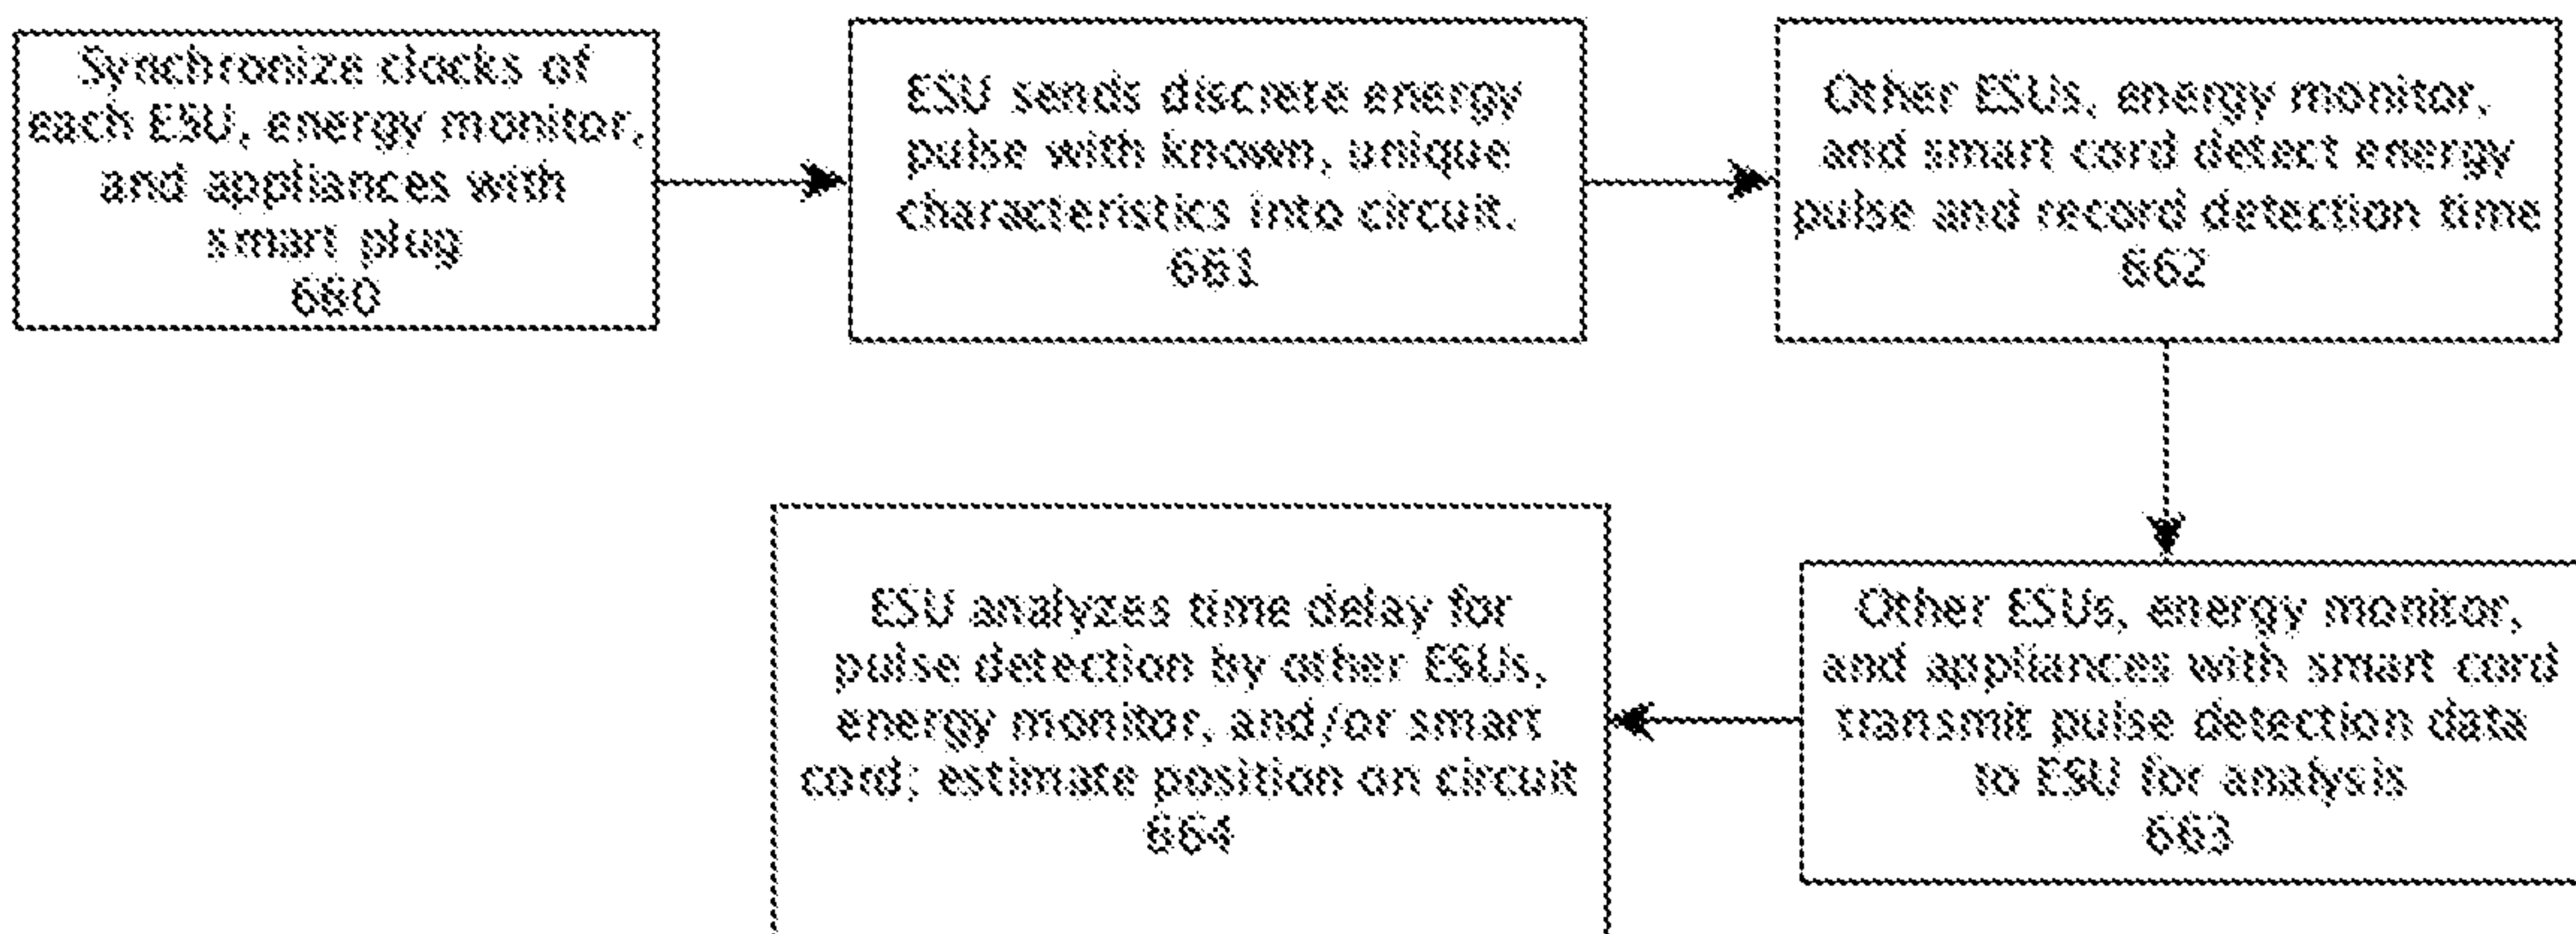 Synchronize clocks of
each ESU, energy monitor,
and appliances with
smart plug
660
ESU sends discrete energy
pulse with known, unique
characteristics into circuit.
661
Other ESUs, energy monitor,
and smart cord detect energy
pulse and record detection time
662
Other ESUs, energy monitor,
and appliances with smart cord
transmit pulse detection data
to ESU for analysis
663
ESU analyzes time delay for
pulse detection by other ESUs,
energy monitor, and/or smart
cord; estimate position on circuit
664